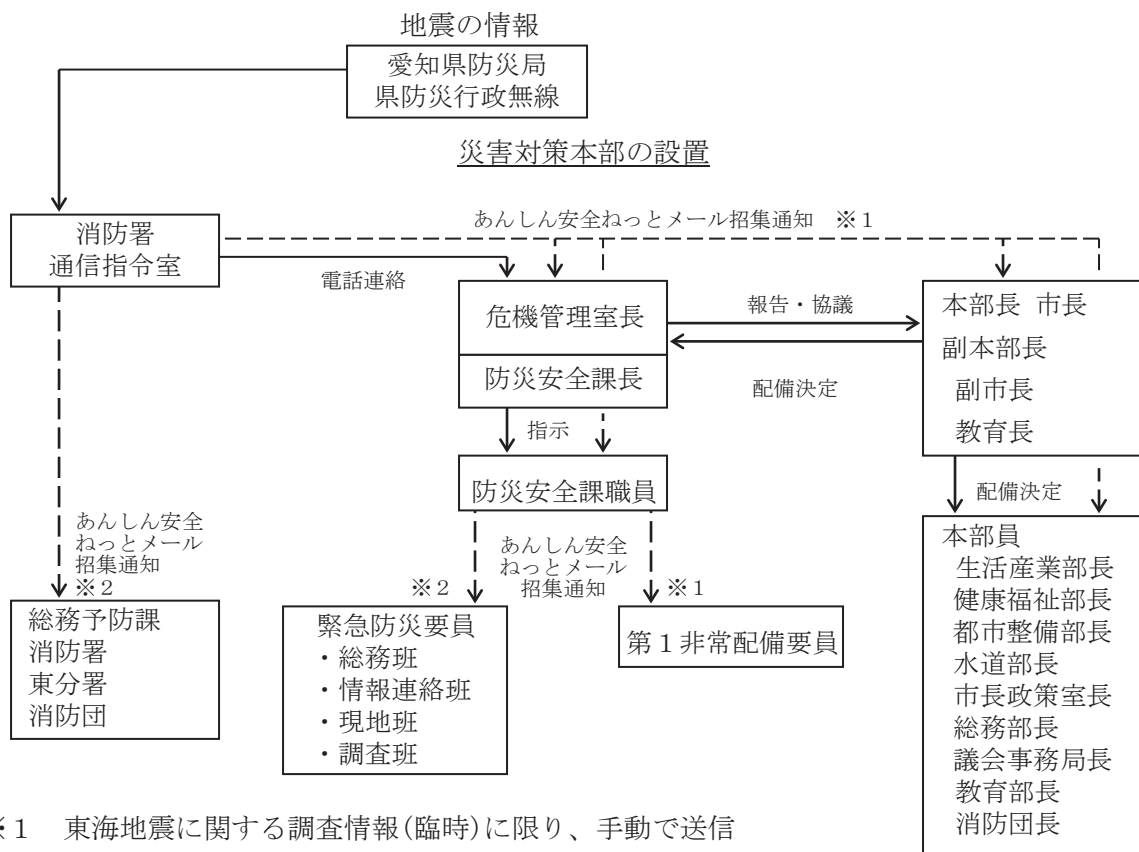 地震の情報
愛知県防災局
県防災行政無線
災害対策本部の設置
消防署
通信指令室
あんしん安全ねっとメール招集通知　※１
電話連絡
危機管理室長
防災安全課長
報告・協議
配備決定
本部長 市長
副本部長
副市長
教育長
指示
防災安全課職員
配備決定
あんしん安全
ねっとメール
招集通知
※２
総務予防課
消防署
東分署
消防団
あんしん安全
ねっとメール
招集通知
※２
※１
緊急防災要員
・総務班
・情報連絡班
・現地班
・調査班
第１非常配備要員
本部員
生活産業部長
健康福祉部長
都市整備部長
水道部長
市長政策室長
総務部長
議会事務局長
教育部長
消防団長
※１　東海地震に関する調査情報(臨時)に限り、手動で送信